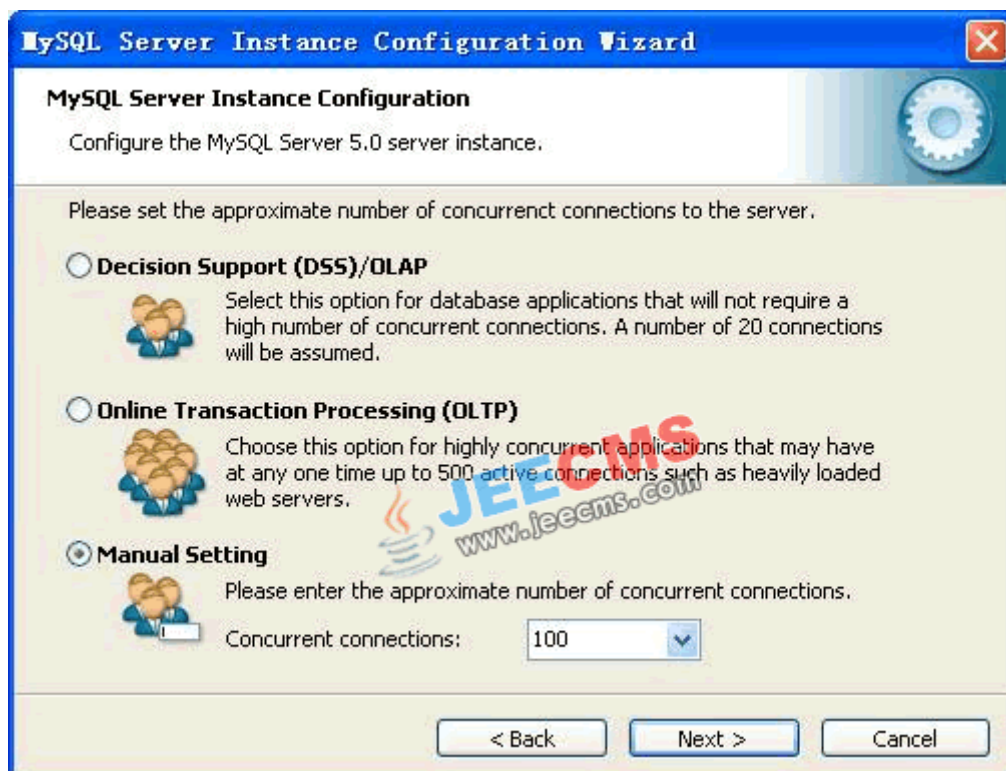 MySQL Server Instance Configuration Wizard
MySQL Server Instance Configuration
Configure the MySQL Server 5.0 server instance.
Please set the approximate number of concurrenct connections to the server.
Decision Support (DSS)/OLAP
Select this option for database applications that will not require a
high number of concurrent connections. A number of 20 connections
will be assumed.
Online Transaction Processing (OLTP)
Choose this option for highly concurrent applications that may have
at any one time up to 500 active connections such as heavily loaded
web servers.
JEECMS
www.jeecms.com
Manual Setting
Please enter the approximate number of concurrent connections.
Concurrent connections: 100
< Back Next > Cancel